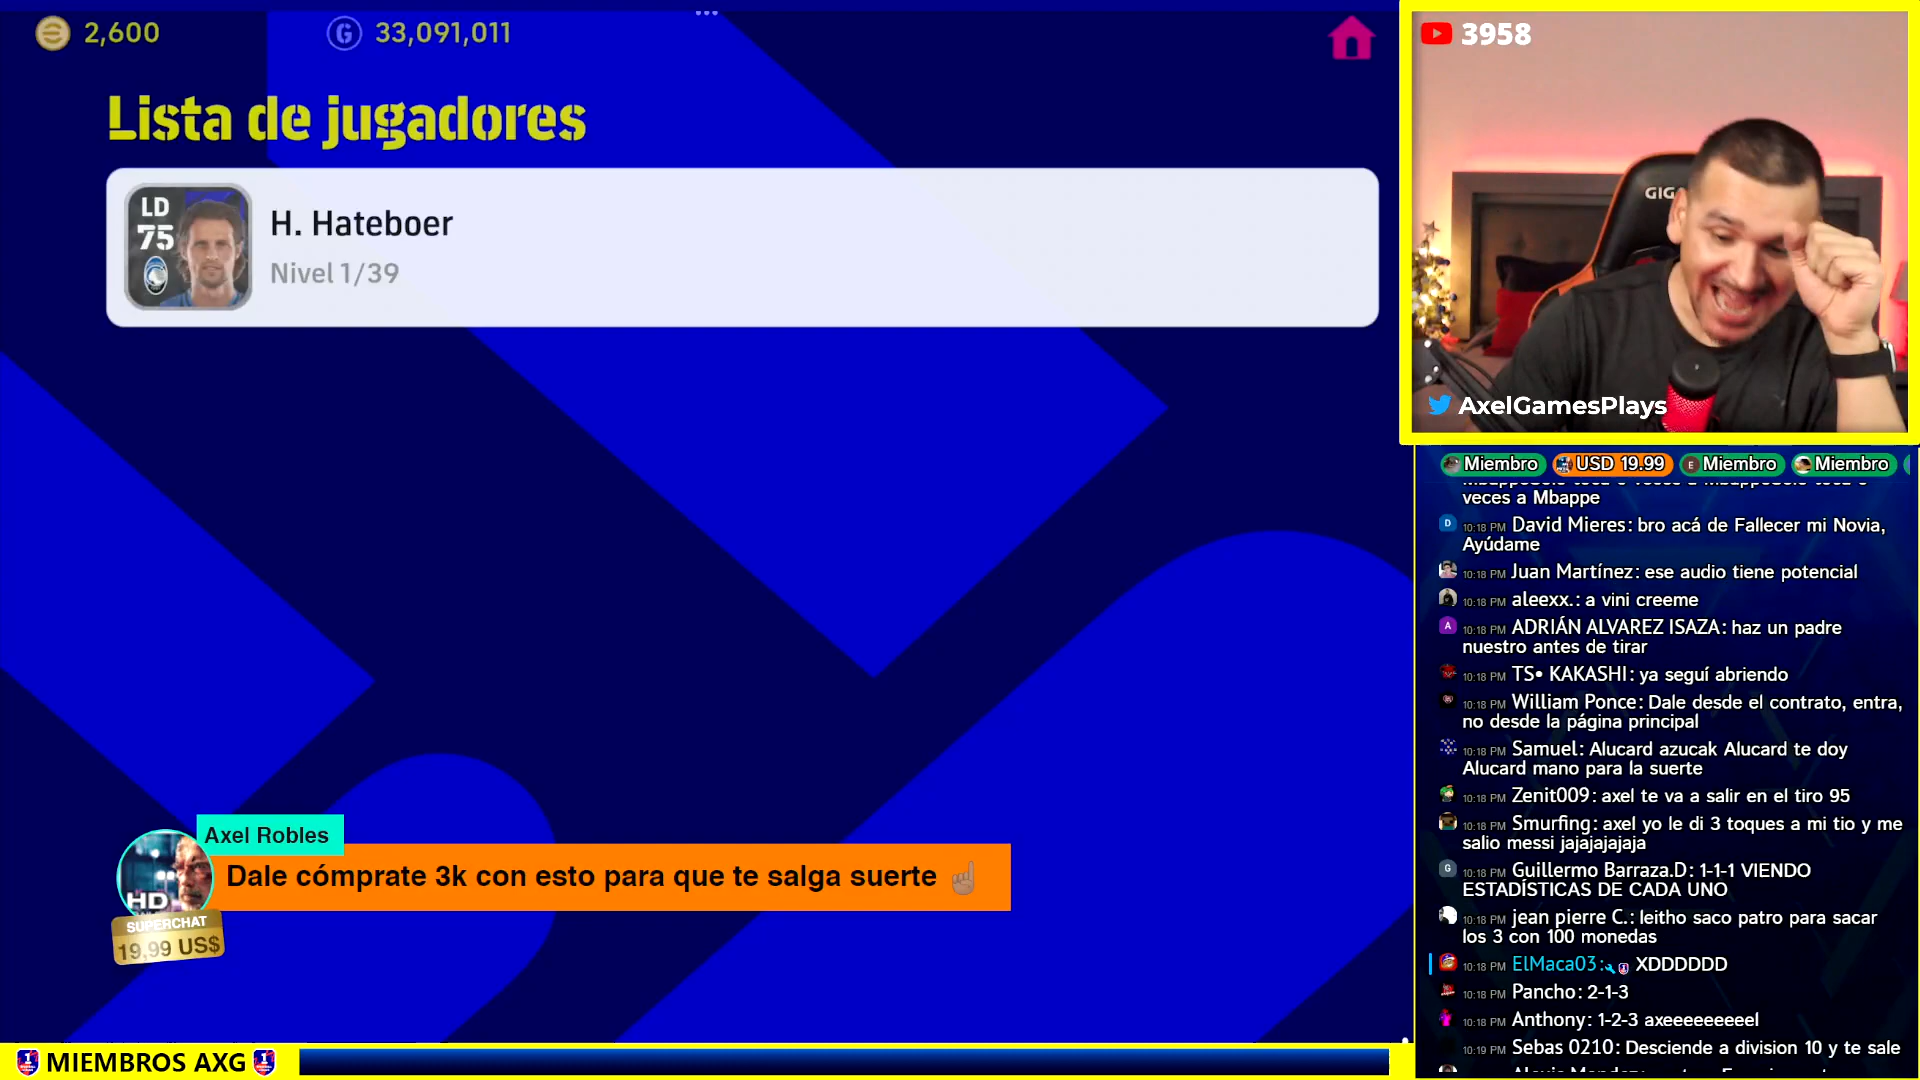 2,600
33,091,011
Lista de jugadores
LD
75
H. Hateboer
Nivel 1/39
Axel Robles
Dale cómprate 3k con esto para que te salga suerte ☝
HD
SUPERCHAT
19,99 US$
MIEMBROS AXG
3958
GIG
AxelGamesPlays
Miembro USD 19.99 E Miembro Miembro
veces a Mbappe
D 10:18 PM David Mieres: bro acá de Fallecer mi Novia,
Ayúdame
10:18 PM Juan Martínez: ese audio tiene potencial
10:18 PM aleexx.: a vini creeme
A 10:18 PM ADRIÁN ALVAREZ ISAZA: haz un padre
nuestro antes de tirar
10:18 PM TS• KAKASHI: ya seguí abriendo
10:18 PM William Ponce: Dale desde el contrato, entra,
no desde la página principal
10:18 PM Samuel: Alucard azucak Alucard te doy
Alucard mano para la suerte
10:18 PM Zenit009: axel te va a salir en el tiro 95
10:18 PM Smurfing: axel yo le di 3 toques a mi tio y me
salio messi jajajajajaja
G 10:18 PM Guillermo Barraza.D: 1-1-1 VIENDO
ESTADÍSTICAS DE CADA UNO
10:18 PM jean pierre C.: leitho saco patro para sacar
los 3 con 100 monedas
10:18 PM ElMaca03: XDDDDDD
10:18 PM Pancho: 2-1-3
10:18 PM Anthony: 1-2-3 axeeeeeeeeel
10:19 PM Sebas 0210: Desciende a division 10 y te sale